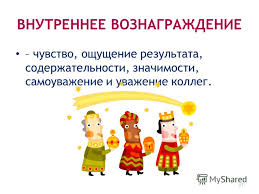 ВНУТРЕННЕЕ ВОЗНАГРАЖДЕНИЕ
• – чувство, ощущение результата,
содержательности, значимости,
самоуважение и уважение коллег.
MyShared